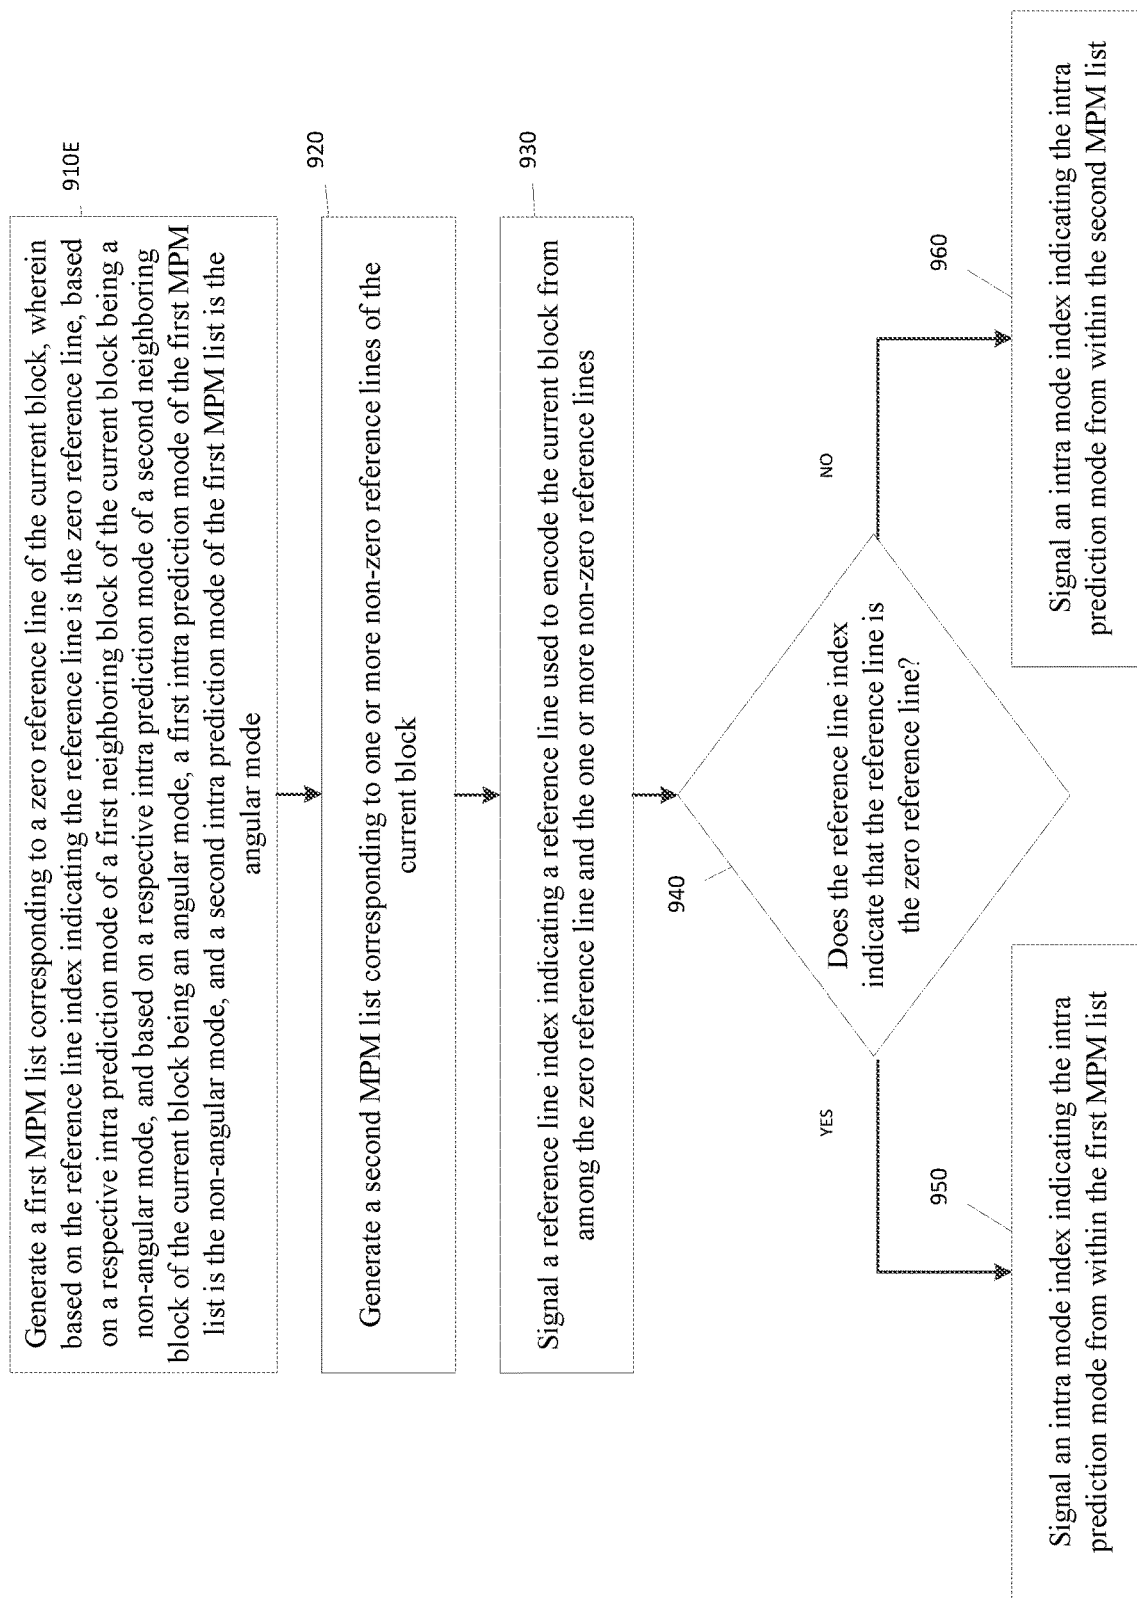 Generate a first MPM list corresponding to a zero reference line of the current block, wherein
based on the reference line index indicating the reference line is the zero reference line, based
on a respective intra prediction mode of a first neighboring block of the current block being a
non-angular mode, and based on a respective intra prediction mode of a second neighboring
block of the current block being an angular mode, a first intra prediction mode of the first MPM
list is the non-angular mode, and a second intra prediction mode of the first MPM list is the
angular mode
910E
Generate a second MPM list corresponding to one or more non-zero reference lines of the
current block
920
Signal a reference line index indicating a reference line used to encode the current block from
among the zero reference line and the one or more non-zero reference lines
930
940
Does the reference line index
indicate that the reference line is
the zero reference line?
YES
NO
950
Signal an intra mode index indicating the intra
prediction mode from within the first MPM list
960
Signal an intra mode index indicating the intra
prediction mode from within the second MPM list